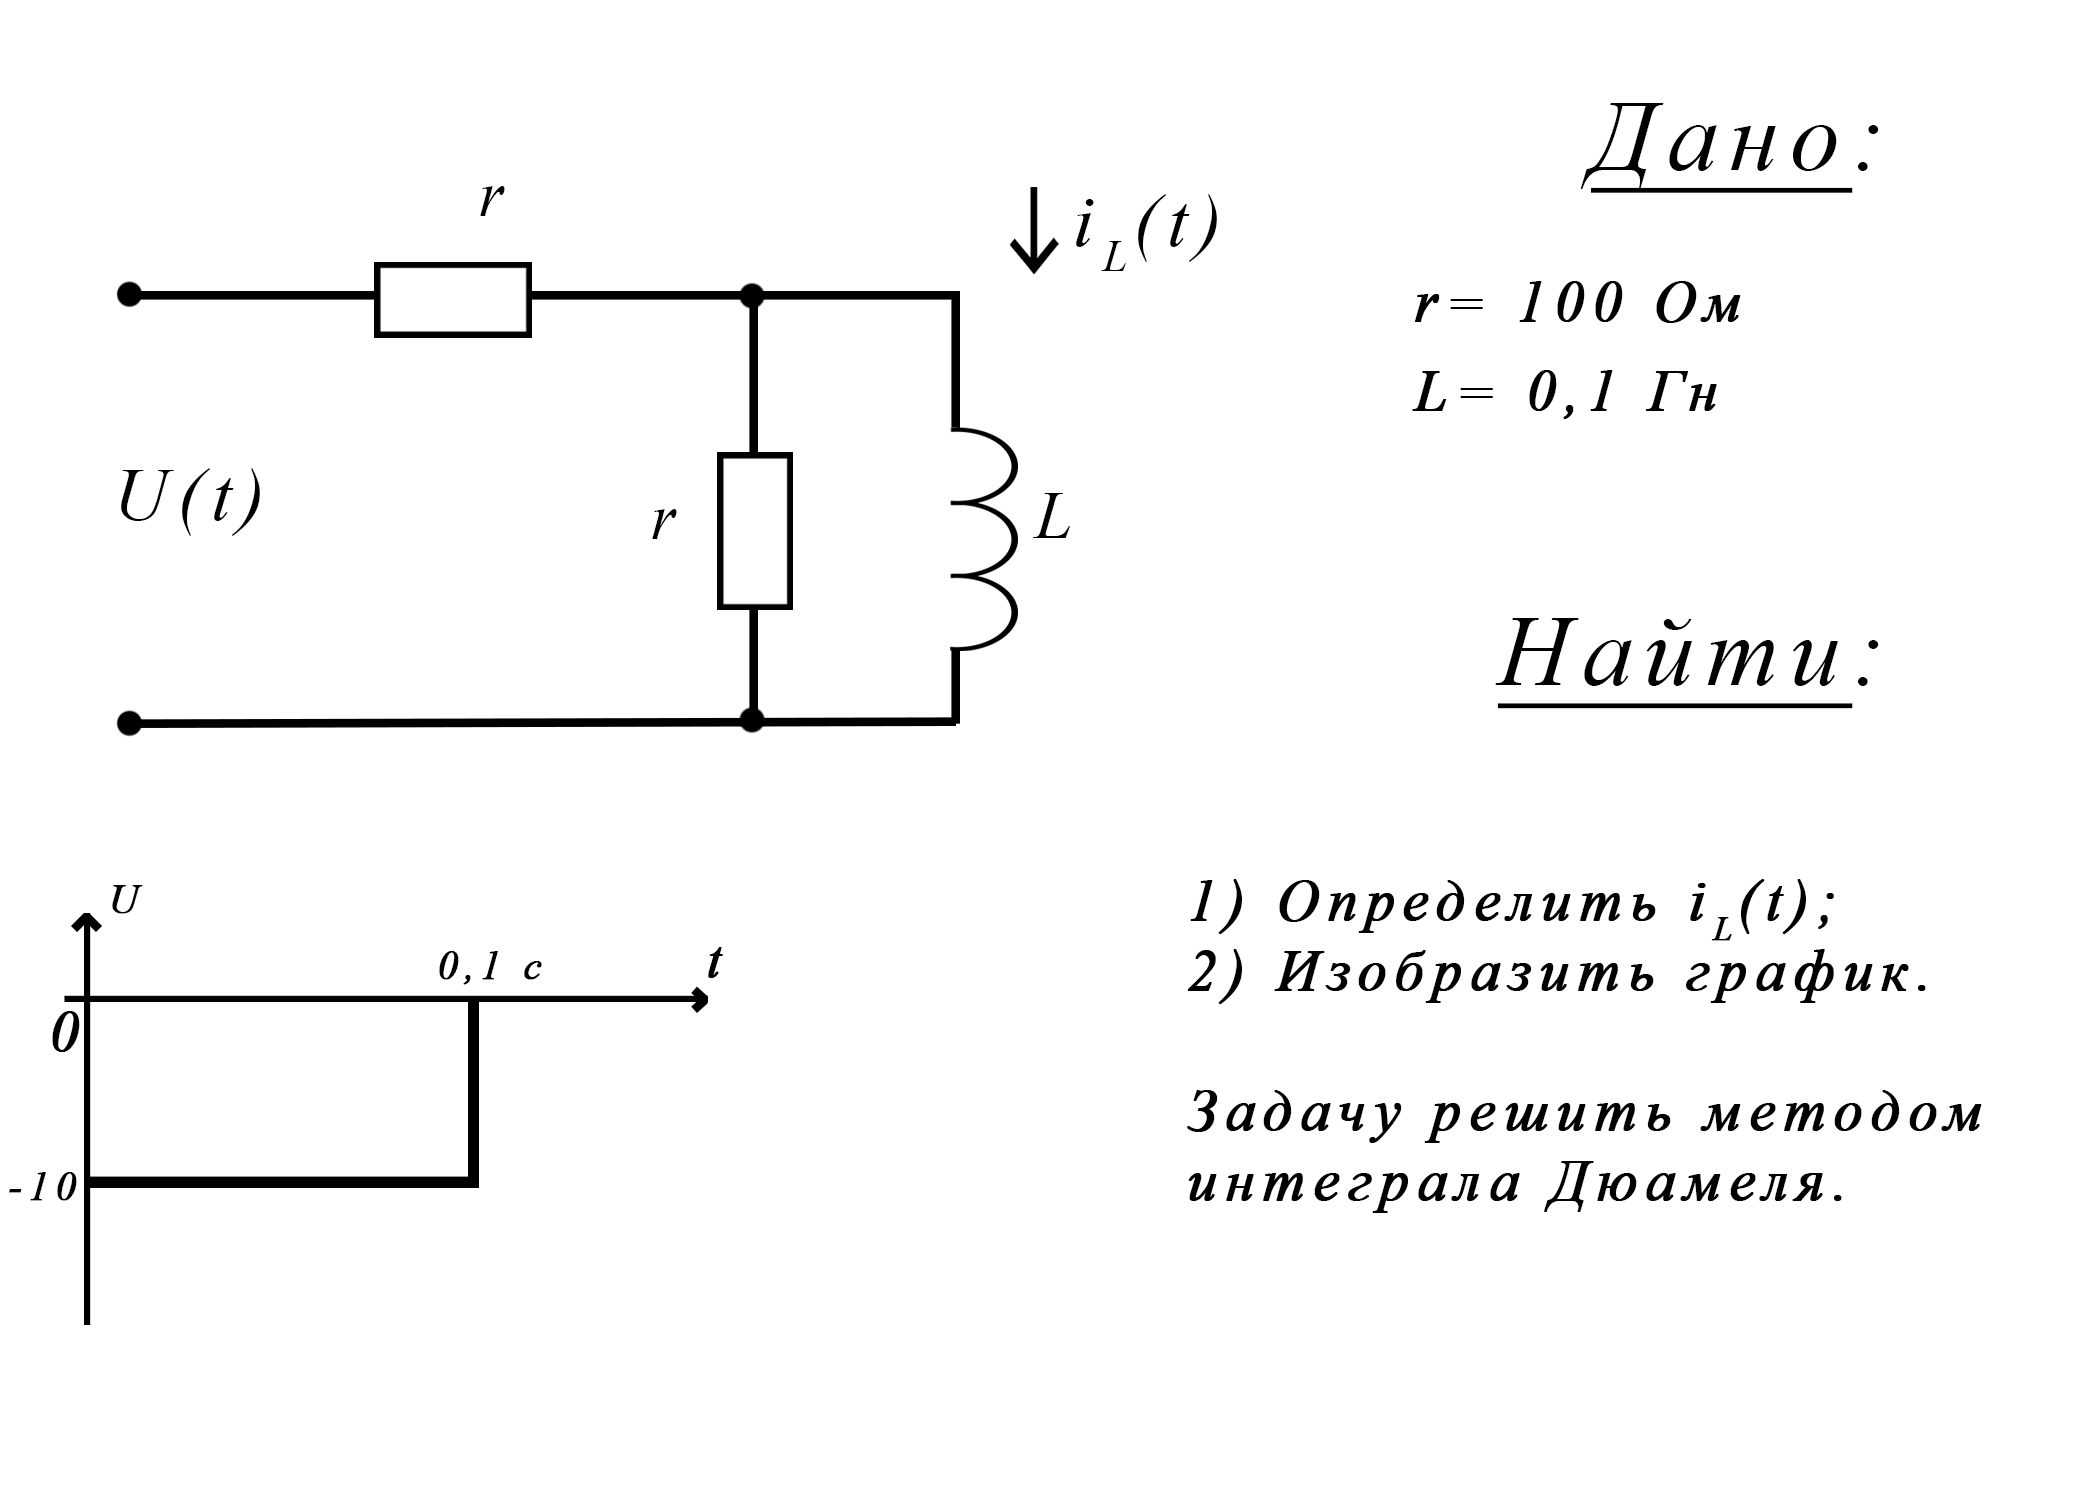 Дано:
r
i_L(t)
r= 100 Ом
L= 0,1 Гн
U(t)
r
L
Найти:
U
0,1 с
t
0
-10
1) Определить i_L(t);
2) Изобразить график.
Задачу решить методом
интеграла Дюамеля.